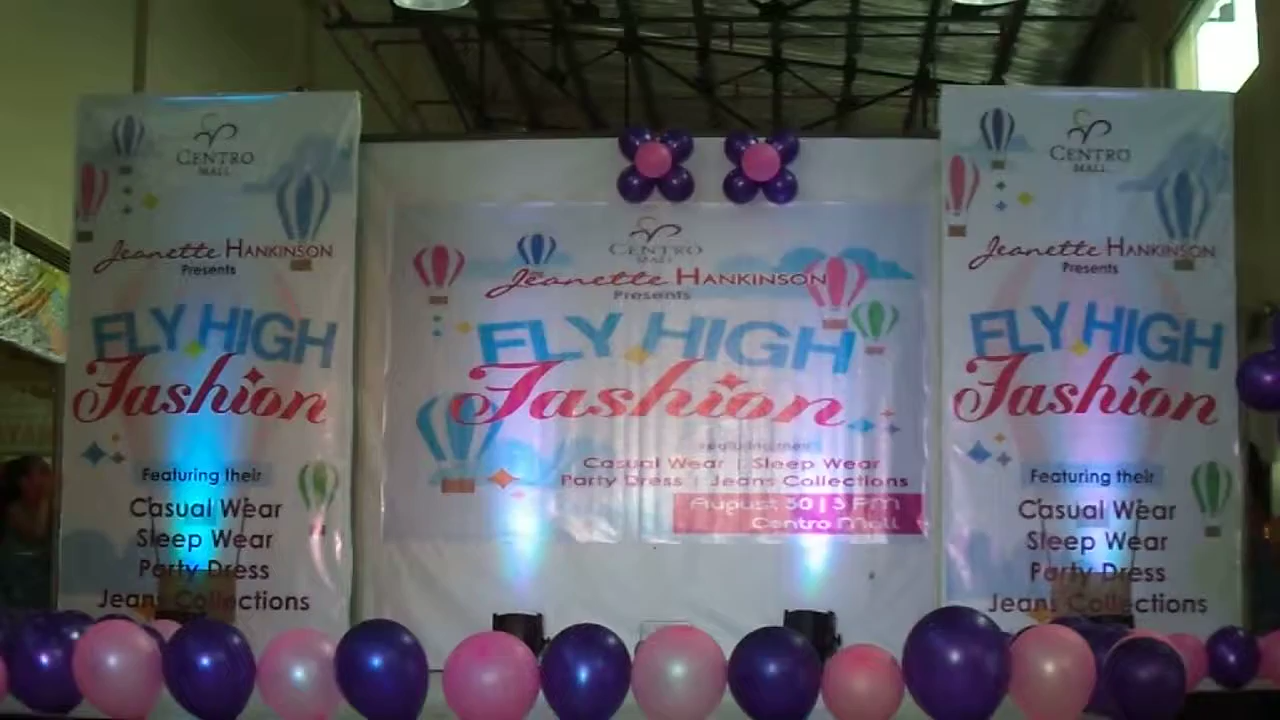 CENTRO
MALL
Jeanette HANKINSON
Presents
FLY HIGH
Fashion
Featuring their
Casual Wear
Sleep Wear
Party Dress
Jeans Collections
CENTRO
MALL
Jeanette HANKINSON
Presents
FLY HIGH
Fashion
Featuring their
Casual Wear | Sleep Wear
Party Dress | Jeans Collections
August 30 | 3 PM
Centro Mall
CENTRO
MALL
Jeanette HANKINSON
Presents
FLY HIGH
Fashion
Featuring their
Casual Wear
Sleep Wear
Party Dress
Jeans Collections